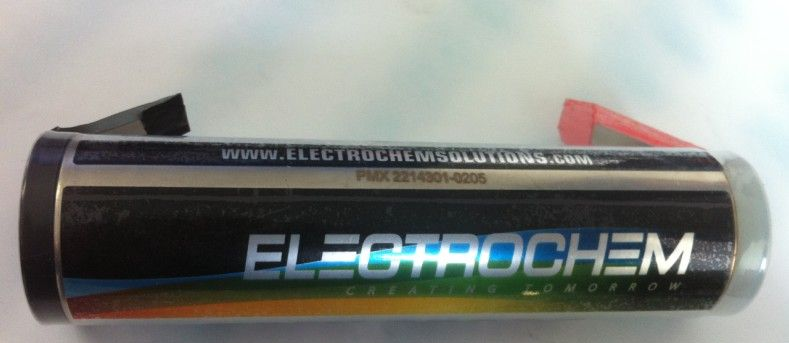 WWW.ELECTROCHEMSOLUTIONS.COM
PMX 2214301-0205
ELECTROCHEM
CREATING TOMORROW